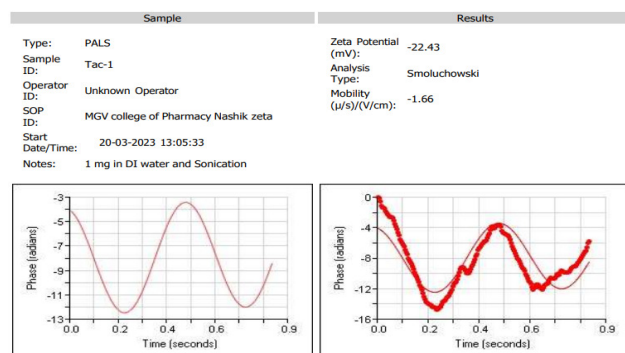 Sample
Type: PALS
Sample ID: Tac-1
Operator ID: Unknown Operator
SOP ID: MGV college of Pharmacy Nashik zeta
Start Date/Time: 20-03-2023 13:05:33
Notes: 1 mg in DI water and Sonication
Results
Zeta Potential (mV): -22.43
Analysis Type: Smoluchowski
Mobility (μ/s)/(V/cm): -1.66
Phase (radians)
-3
-5
-7
-9
-11
-13
0.0 0.2 0.4 0.6 0.9
Time (seconds)
Phase (radians)
0
-4
-8
-12
-16
0.0 0.2 0.4 0.6 0.9
Time (seconds)